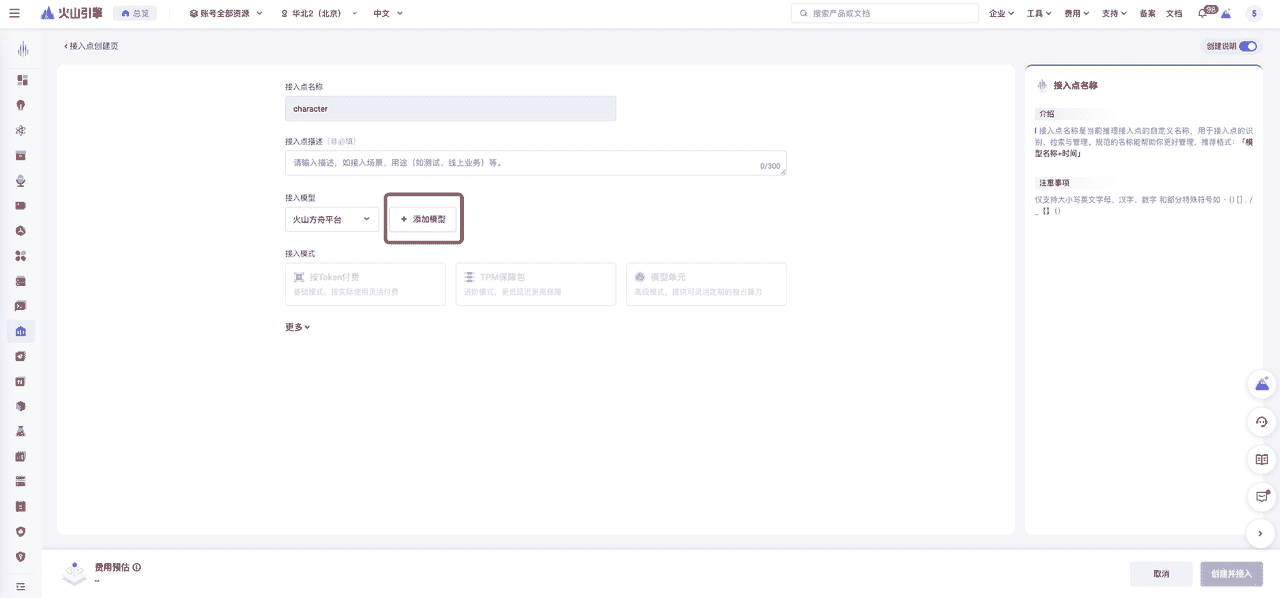 火山引擎
总览
账号全部资源
华北2（北京）
中文
搜索产品或文档
企业
工具
费用
支持
备案
文档
98
S
接入点创建页
创建说明
接入点名称
character
接入点描述（非必填）
请输入描述，如接入场景、用途（如测试、线上业务）等。
0/300
接入模型
火山方舟平台
+ 添加模型
接入模式
按Token付费
基础模式，按实际使用灵活付费
TPM保障包
进阶模式，更低延迟更高保障
模型单元
高阶模式，提供可灵活定制的独占算力
更多
接入点名称
介绍
接入点名称是当前推理接入点的自定义名称，用于接入点的识
别、检索与管理。规范的名称能帮助你更好管理，推荐格式：「模
型名称+时间」
注意事项
仅支持大小写英文字母、汉字、数字 和部分特殊符号如 - () [] . /
_ 【】 ()
费用预估
--
取消
创建并接入